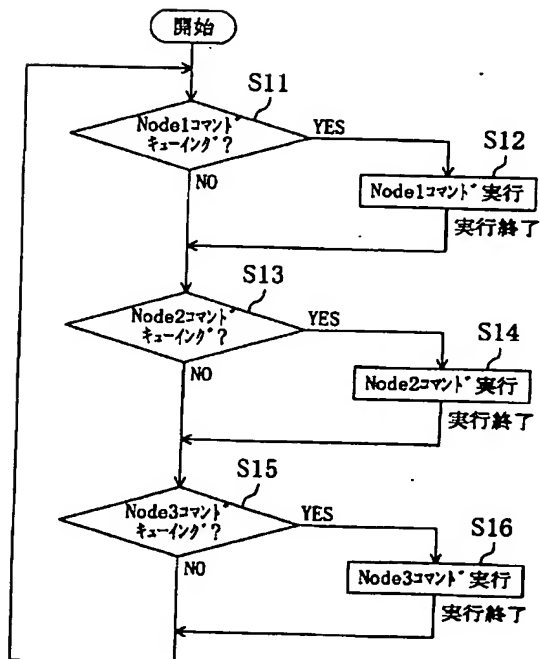 開始
S11
Node1コマンド
キューイング?
YES
S12
NO
Node1コマンド実行
実行終了
S13
Node2コマンド
キューイング?
YES
S14
NO
Node2コマンド実行
実行終了
S15
Node3コマンド
キューイング?
YES
S16
NO
Node3コマンド実行
実行終了